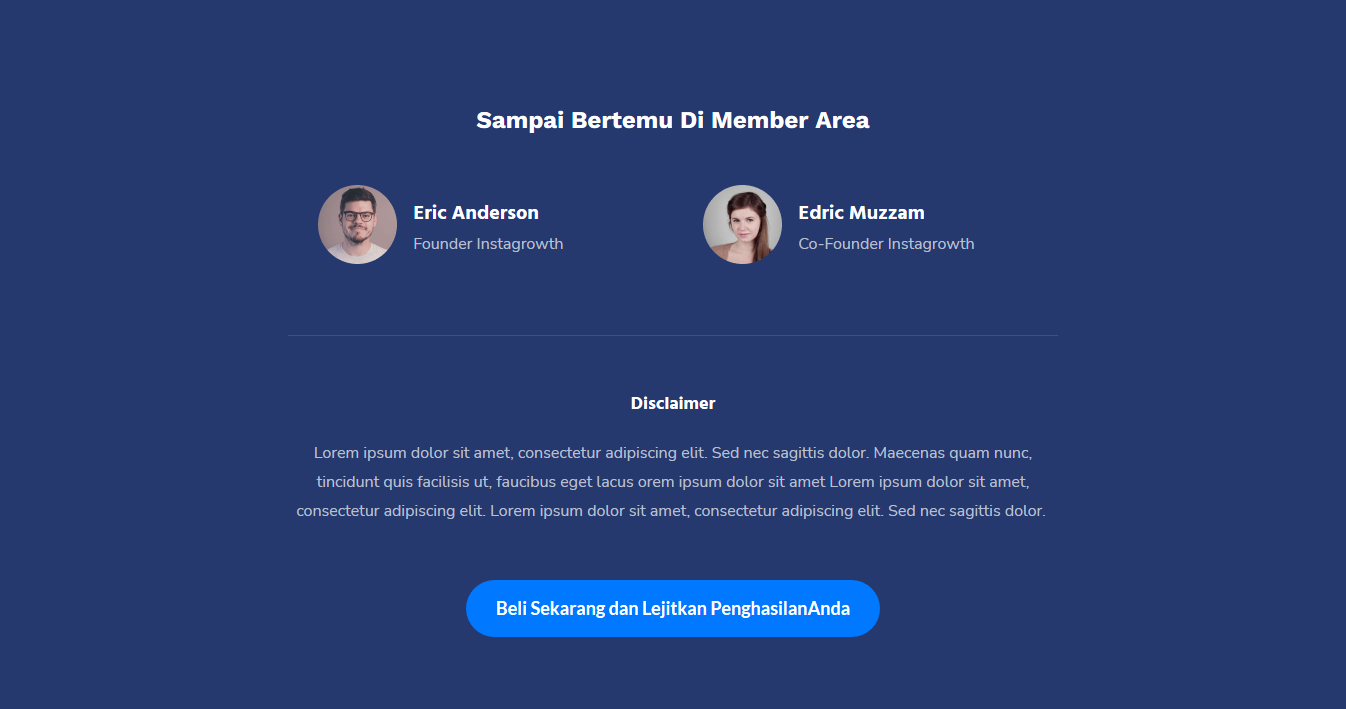 Sampai Bertemu Di Member Area
Eric Anderson
Founder Instagrowth
Edric Muzzam
Co-Founder Instagrowth
Disclaimer
Lorem ipsum dolor sit amet, consectetur adipiscing elit. Sed nec sagittis dolor. Maecenas quam nunc,
tincidunt quis facilisis ut, faucibus eget lacus orem ipsum dolor sit amet Lorem ipsum dolor sit amet,
consectetur adipiscing elit. Lorem ipsum dolor sit amet, consectetur adipiscing elit. Sed nec sagittis dolor.
Beli Sekarang dan Lejitkan PenghasilanAnda